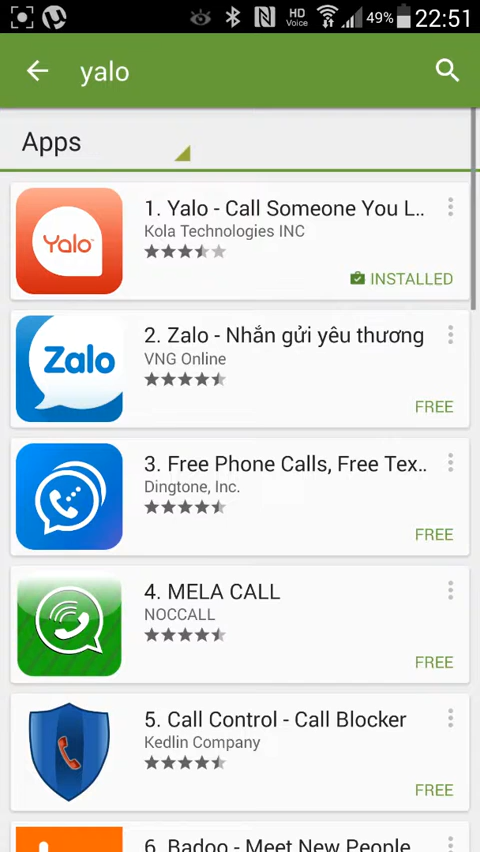 HD
Voice
49%
22:51
yalo
Apps
Yalo
1. Yalo - Call Someone You L..
Kola Technologies INC
INSTALLED
Zalo
2. Zalo - Nhắn gửi yêu thương
VNG Online
FREE
3. Free Phone Calls, Free Tex..
Dingtone, Inc.
FREE
4. MELA CALL
NOCCALL
FREE
5. Call Control - Call Blocker
Kedlin Company
FREE
6. Badoo - Meet New People